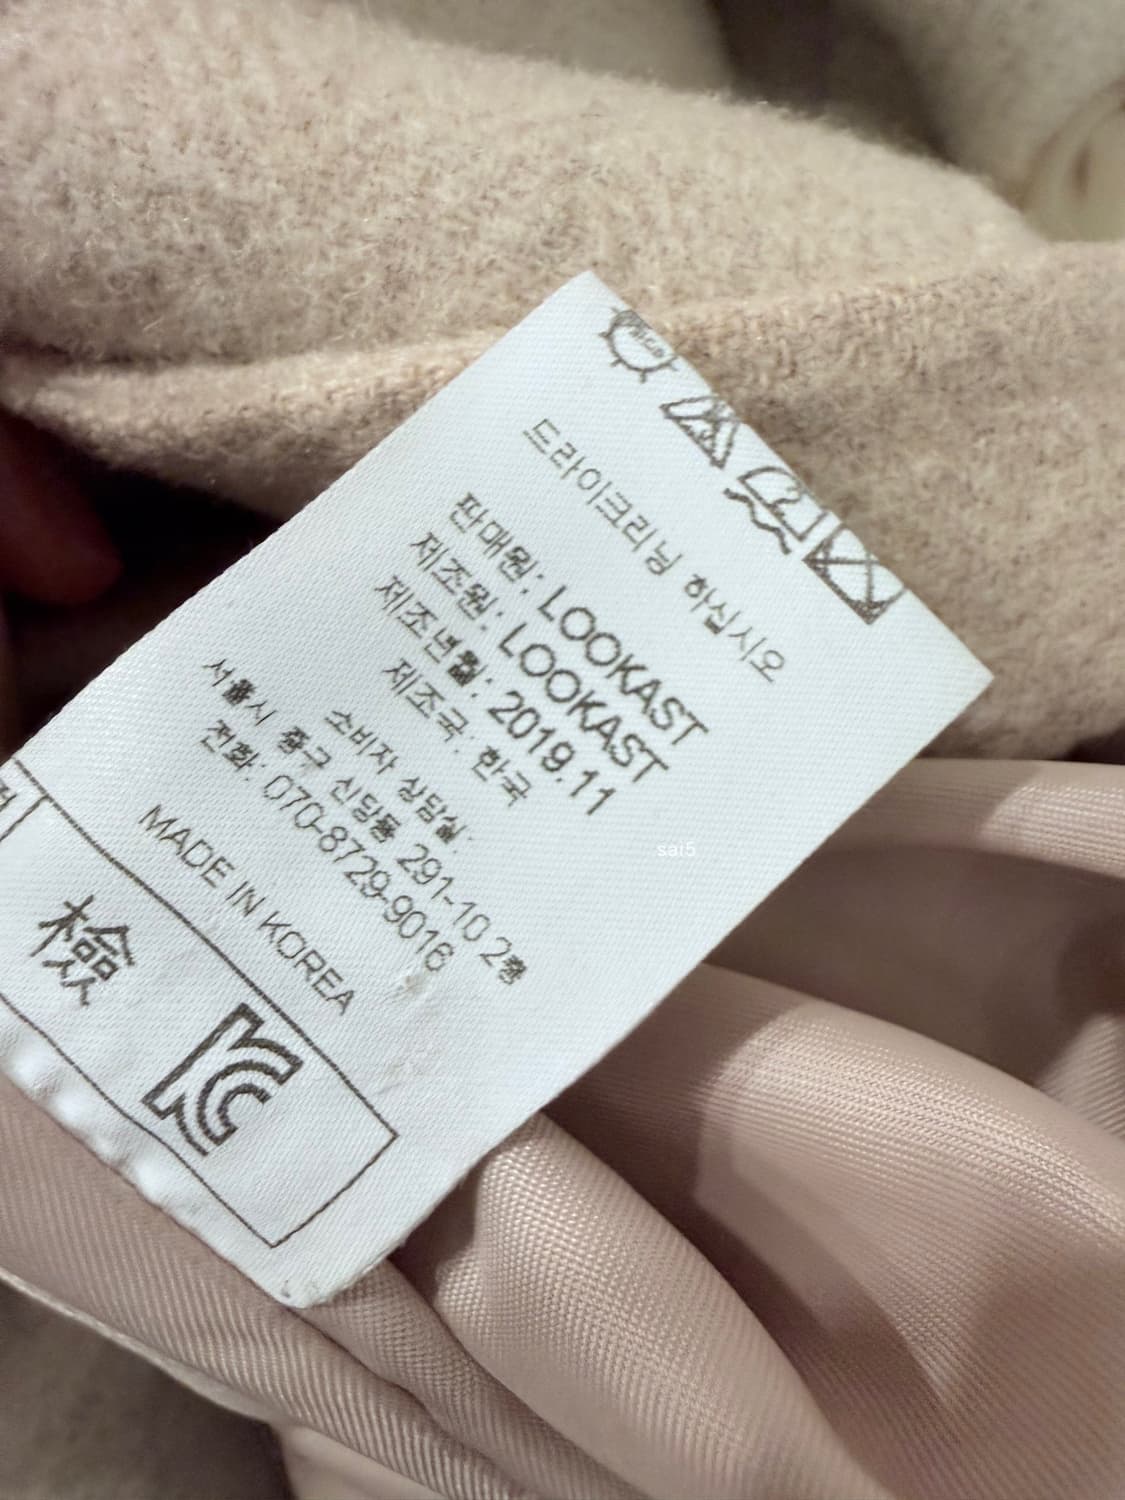 드라이크리닝 하십시오
판매원: LOOKAST
제조원: LOOKAST
제조년월: 2019.11
제조국: 한국
소비자 상담실:
서울시 중구 신당동 291-10 2층
전화: 070-8729-9016
MADE IN KOREA
檢
KC
sai5